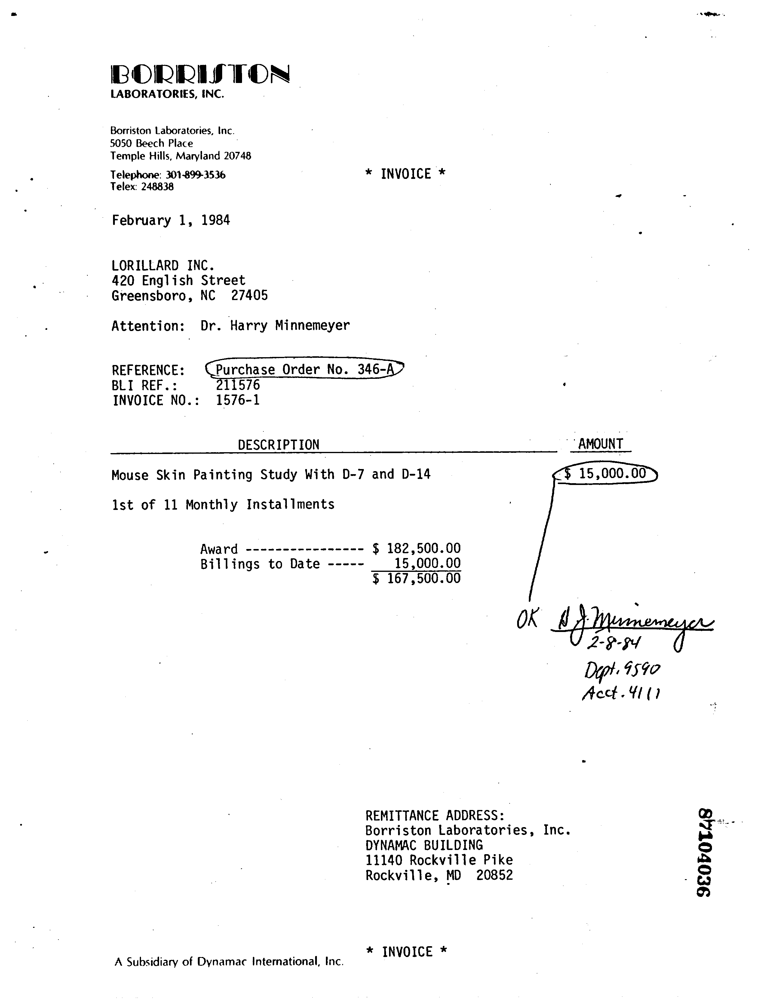 BORRISTON
LABORATORIES, INC.
Borriston Laboratories, Inc.
5050 Beech Place
Temple Hills, Maryland 20748
Telephone: 301-899-3536
Telex: 248838
* INVOICE *
February 1, 1984
LORILLARD INC.
420 English Street
Greensboro, NC 27405
Attention: Dr. Harry Minnemeyer
REFERENCE: Purchase Order No. 346-A
BLI REF.: 211576
INVOICE NO.: 1576-1
DESCRIPTION AMOUNT
Mouse Skin Painting Study With D-7 and D-14 $ 15,000.00
1st of 11 Monthly Installments
Award ---------------- $ 182,500.00
Billings to Date ----- 15,000.00
$ 167,500.00
OK H J. Minnemeyer
2-8-84
Dept. 9590
Acct. 4111
REMITTANCE ADDRESS:
Borriston Laboratories, Inc.
DYNAMAC BUILDING
11140 Rockville Pike
Rockville, MD 20852
87104036
* INVOICE *
A Subsidiary of Dynamac International, Inc.